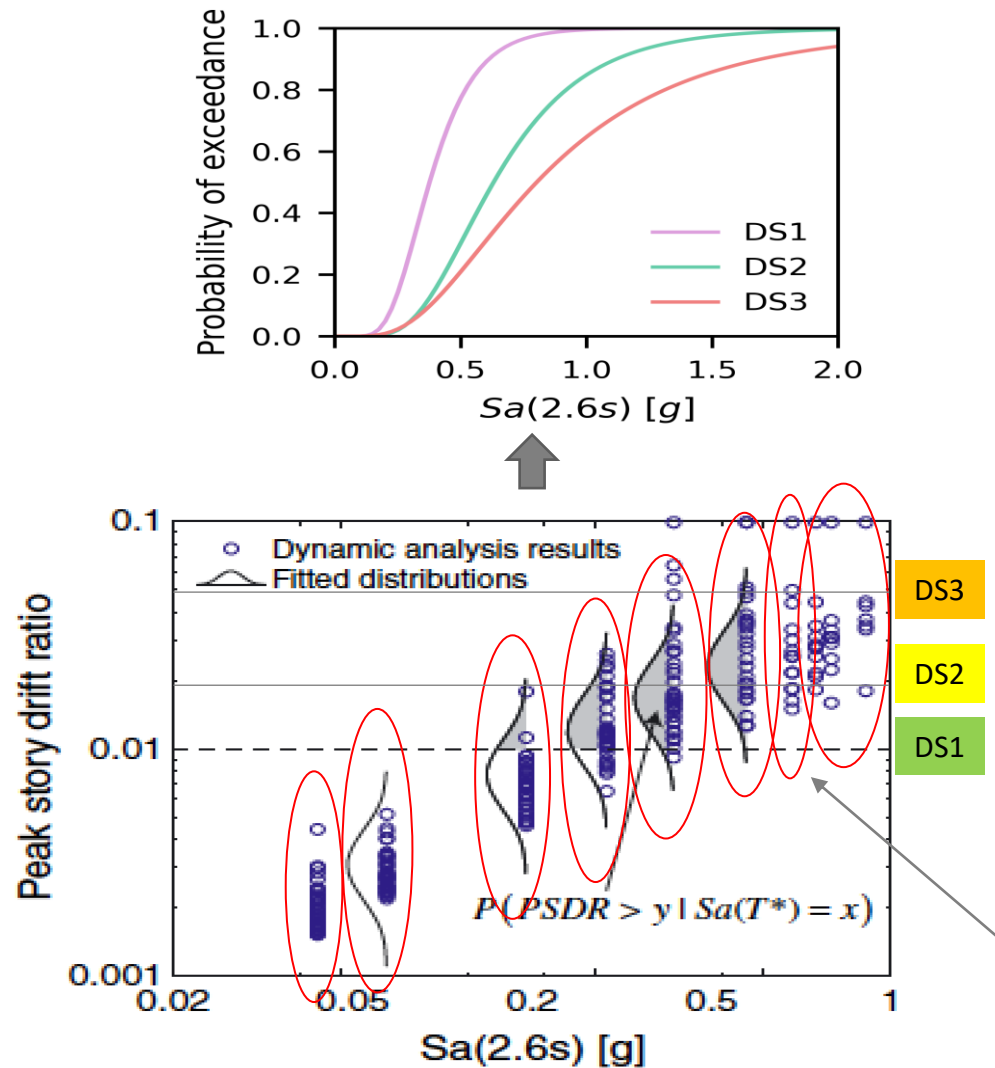 Probability of exceedance
1.0
0.8
0.6
0.4
0.2
0.0
DS1
DS2
DS3
0.0 0.5 1.0 1.5 2.0
Sa(2.6s) [g]
Peak story drift ratio
0.1
0.01
0.001
Dynamic analysis results
Fitted distributions
DS3
DS2
DS1
P(PSDR > y | Sa(T*) = x)
0.02 0.05 0.2 0.5 1
Sa(2.6s) [g]